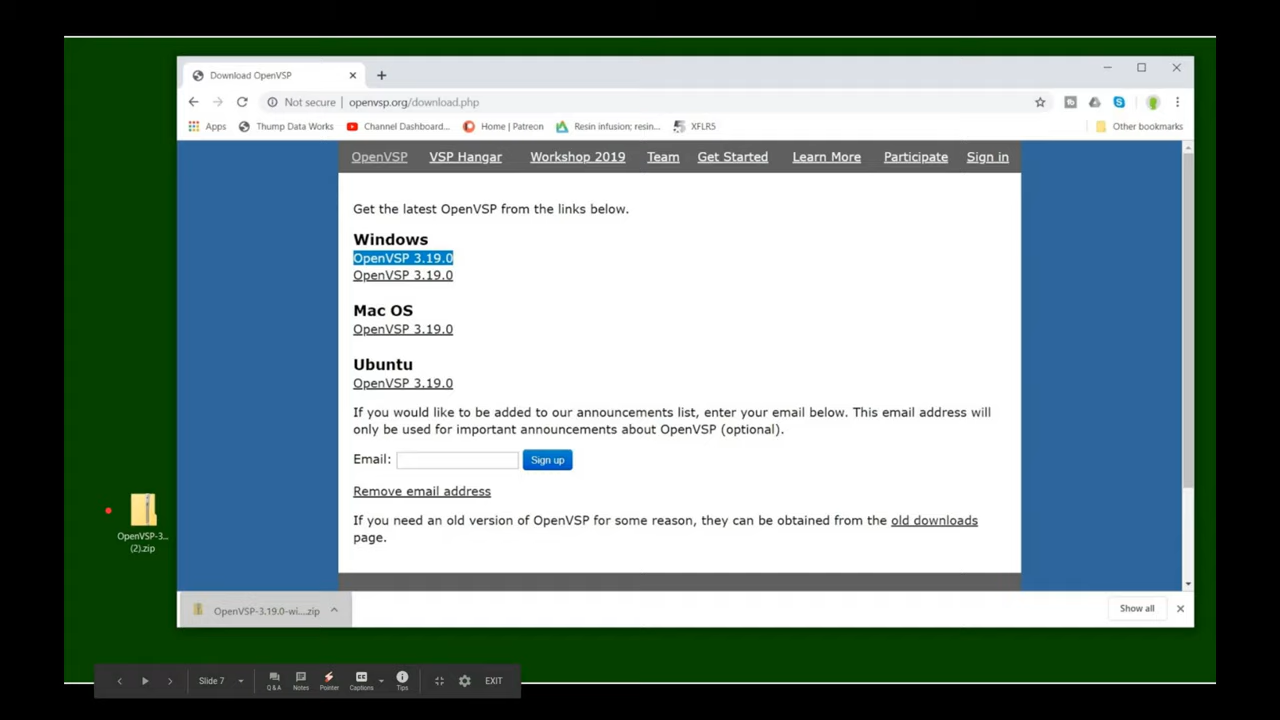 Download OpenVSP
Not secure | openvsp.org/download.php
Apps Thump Data Works Channel Dashboard... Home | Patreon Resin infusion; resin... XFLR5 Other bookmarks
OpenVSP VSP Hangar Workshop 2019 Team Get Started Learn More Participate Sign in
Get the latest OpenVSP from the links below.
Windows
OpenVSP 3.19.0
OpenVSP 3.19.0
Mac OS
OpenVSP 3.19.0
Ubuntu
OpenVSP 3.19.0
If you would like to be added to our announcements list, enter your email below. This email address will
only be used for important announcements about OpenVSP (optional).
Email: Sign up
Remove email address
If you need an old version of OpenVSP for some reason, they can be obtained from the old downloads
page.
OpenVSP-3...
(2).zip
OpenVSP-3.19.0-wi....zip Show all
Slide 7 Q & A Notes Pointer Captions Tips EXIT